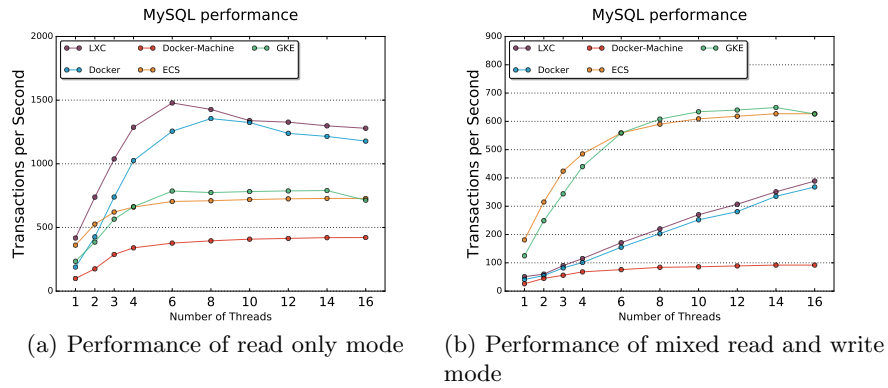 MySQL performance
Transactions per Second
2000
1500
1000
500
0
LXC Docker-Machine GKE
Docker ECS
1 2 3 4 6 8 10 12 14 16
Number of Threads
(a) Performance of read only mode
MySQL performance
Transactions per Second
900
800
700
600
500
400
300
200
100
0
LXC Docker-Machine GKE
Docker ECS
1 2 3 4 6 8 10 12 14 16
Number of Threads
(b) Performance of mixed read and write
mode